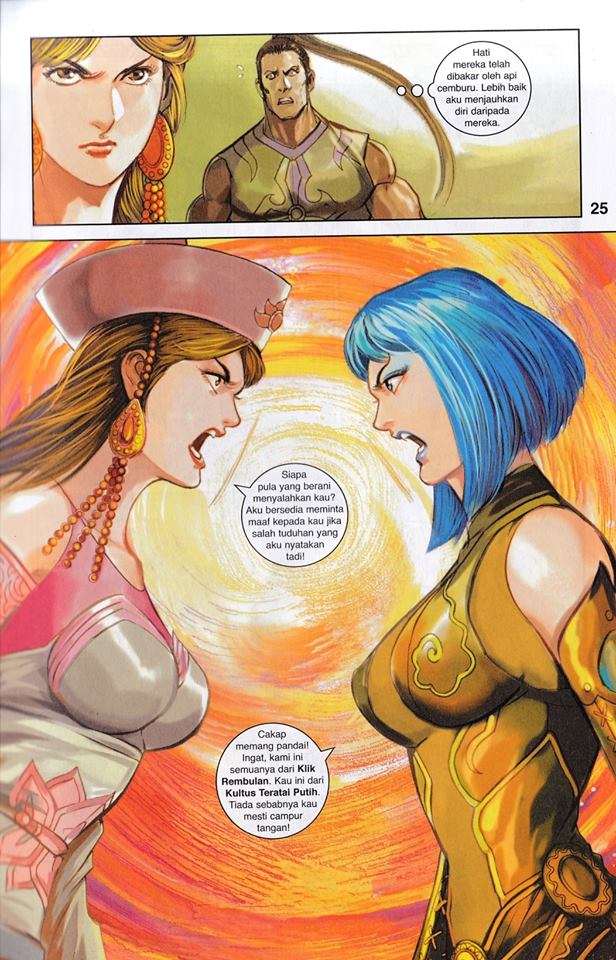 Hati
mereka telah
dibakar oleh api
cemburu. Lebih baik
aku menjauhkan
diri daripada
mereka.
25
Siapa
pula yang berani
menyalahkan kau?
Aku bersedia meminta
maaf kepada kau jika
salah tuduhan yang
aku nyatakan
tadi!
Cakap
memang pandai!
Ingat, kami ini
semuanya dari Klik
Rembulan. Kau ini dari
Kultus Teratai Putih.
Tiada sebabnya kau
mesti campur
tangan!